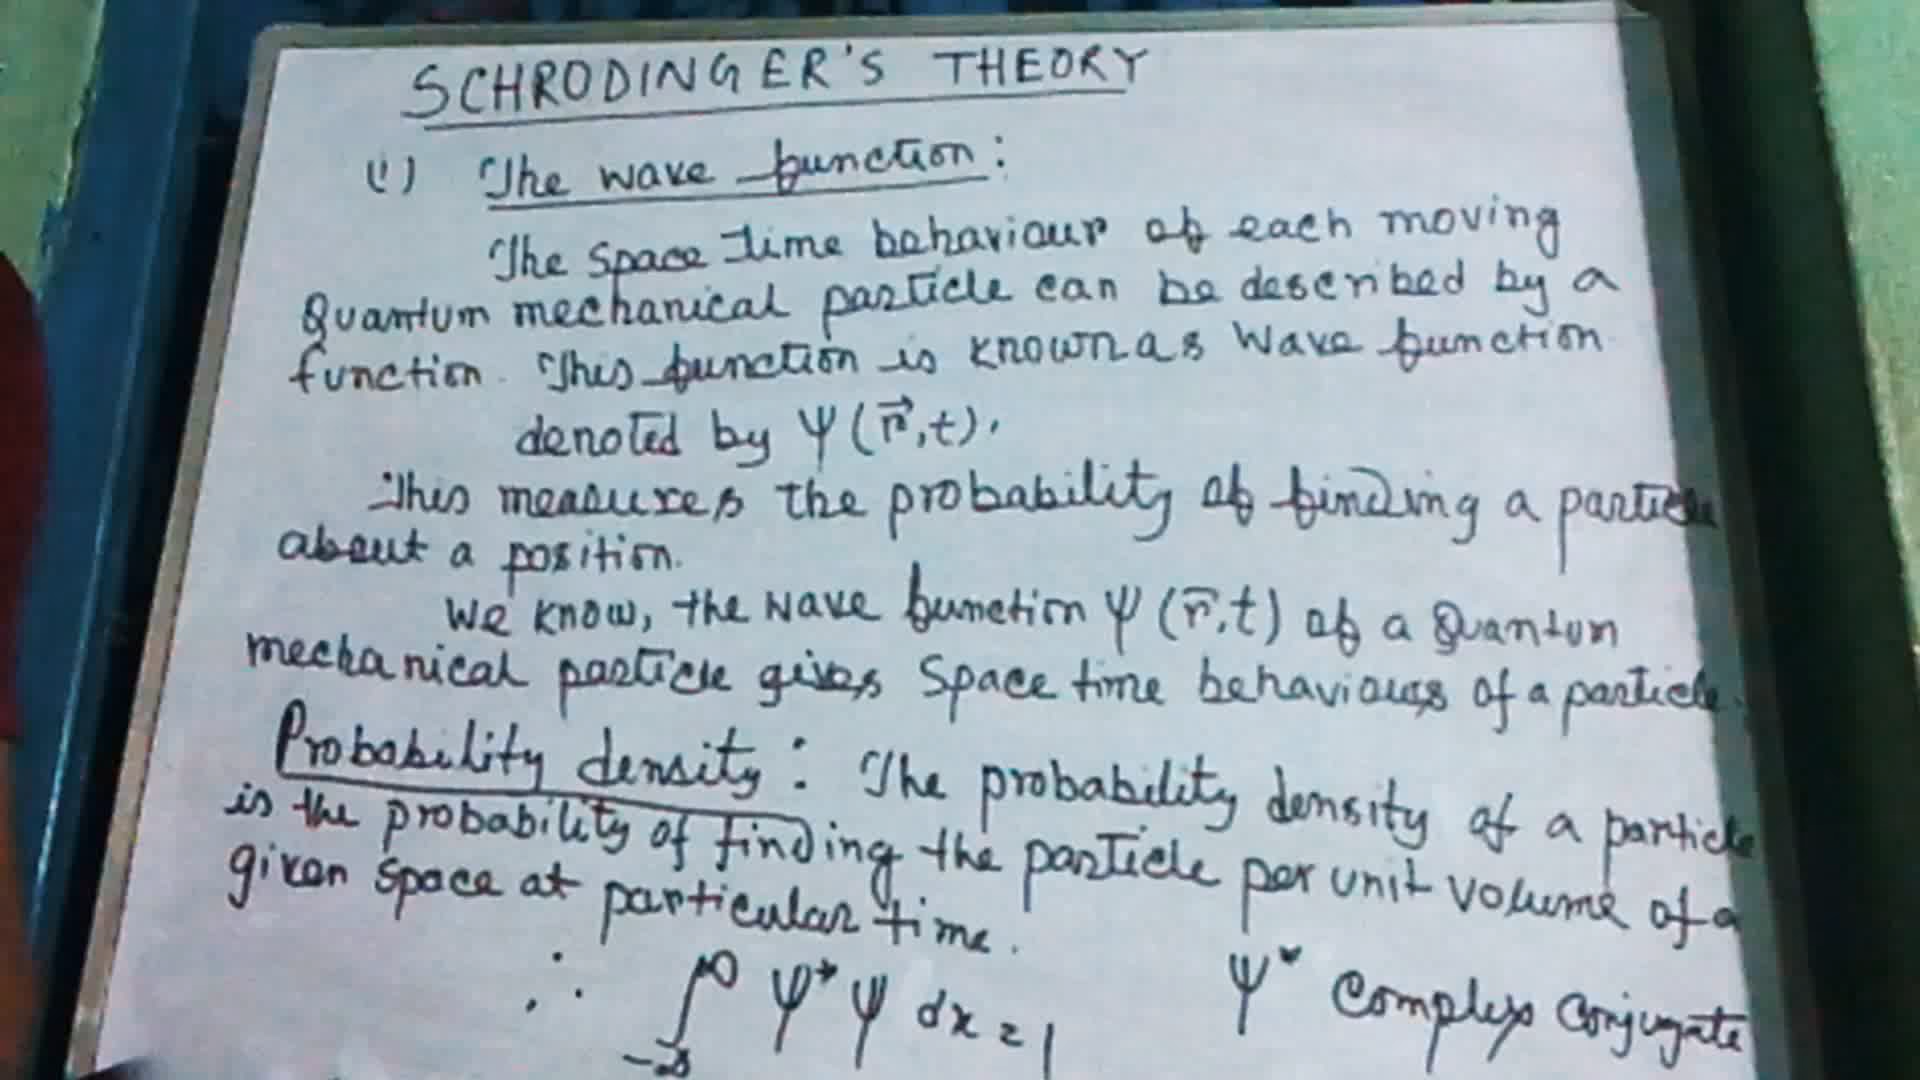 SCHRODINGER'S THEORY
(1) The wave function:
The space time behaviour of each moving
Quantum mechanical particle can be described by a
function. This function is known as Wave function
denoted by Ψ(r⃗,t).
This measures the probability of finding a particle
about a position.
We know, the wave function Ψ(r⃗,t) of a Quantum
mechanical particle gives Space time behaviours of a particle.
Probability density: The probability density of a particle
is the probability of finding the particle per unit volume of a
given space at particular time.
∴ ∫_{-∞}^{∞} Ψ*Ψ dx = 1 Ψ* Complex Conjugate